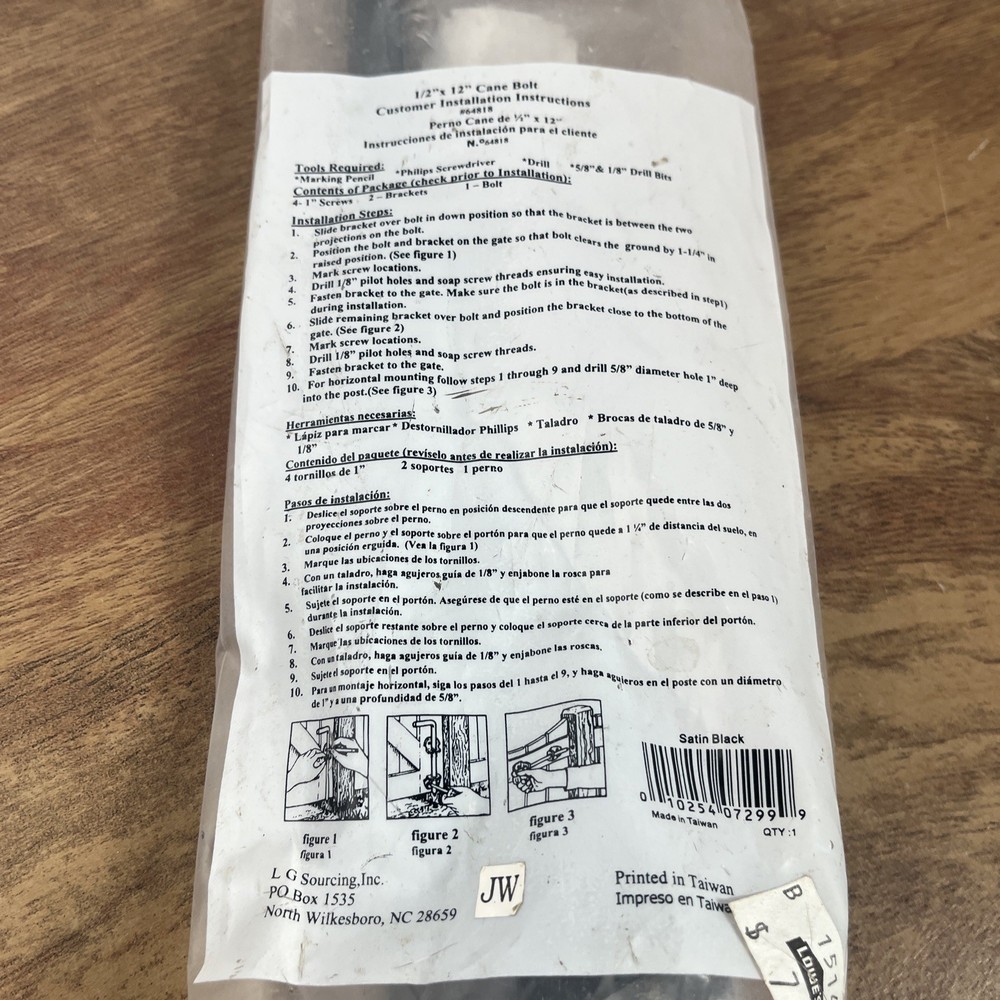 1/2"x 12" Cane Bolt
Customer Installation Instructions
#64818
Perno Cane de ½" x 12"
Instrucciones de instalación para el cliente
N.º64818
Tools Required:
*Marking Pencil *Philips Screwdriver *Drill *5/8"& 1/8" Drill Bits
Contents of Package (check prior to Installation):
4- 1" Screws 2 – Brackets 1 – Bolt
Installation Steps:
1. Slide bracket over bolt in down position so that the bracket is between the two
projections on the bolt.
2. Position the bolt and bracket on the gate so that bolt clears the ground by 1-1/4" in
raised position. (See figure 1)
3. Mark screw locations.
4. Drill 1/8" pilot holes and soap screw threads ensuring easy installation.
5. Fasten bracket to the gate. Make sure the bolt is in the bracket(as described in step1)
during installation.
6. Slide remaining bracket over bolt and position the bracket close to the bottom of the
gate. (See figure 2)
7. Mark screw locations.
8. Drill 1/8" pilot holes and soap screw threads.
9. Fasten bracket to the gate.
10. For horizontal mounting follow steps 1 through 9 and drill 5/8" diameter hole 1" deep
into the post.(See figure 3)
Herramientas necesarias:
* Lápiz para marcar * Destornillador Phillips * Taladro * Brocas de taladro de 5/8" y
1/8"
Contenido del paquete (revíselo antes de realizar la instalación):
4 tornillos de 1" 2 soportes 1 perno
Pasos de instalación:
1. Deslice el soporte sobre el perno en posición descendente para que el soporte quede entre las dos
proyecciones sobre el perno.
2. Coloque el perno y el soporte sobre el portón para que el perno quede a 1 ¼" de distancia del suelo, en
una posición erguida. (Vea la figura 1)
3. Marque las ubicaciones de los tornillos.
4. Con un taladro, haga agujeros guía de 1/8" y enjabone la rosca para
facilitar la instalación.
5. Sujete el soporte en el portón. Asegúrese de que el perno esté en el soporte (como se describe en el paso 1)
durante la instalación.
6. Deslice el soporte restante sobre el perno y coloque el soporte cerca de la parte inferior del portón.
7. Marque las ubicaciones de los tornillos.
8. Con un taladro, haga agujeros guía de 1/8" y enjabone las roscas.
9. Sujete el soporte en el portón.
10. Para un montaje horizontal, siga los pasos del 1 hasta el 9, y haga agujeros en el poste con un diámetro
de 1" y a una profundidad de 5/8".
figure 1
figura 1
figure 2
figura 2
figure 3
figura 3
Satin Black
0 10254 07299 9
Made in Taiwan
QTY :1
L G Sourcing,Inc.
PO Box 1535
North Wilkesboro, NC 28659
JW
Printed in Taiwan
Impreso en Taiwa
B
$
LOWE'S
7